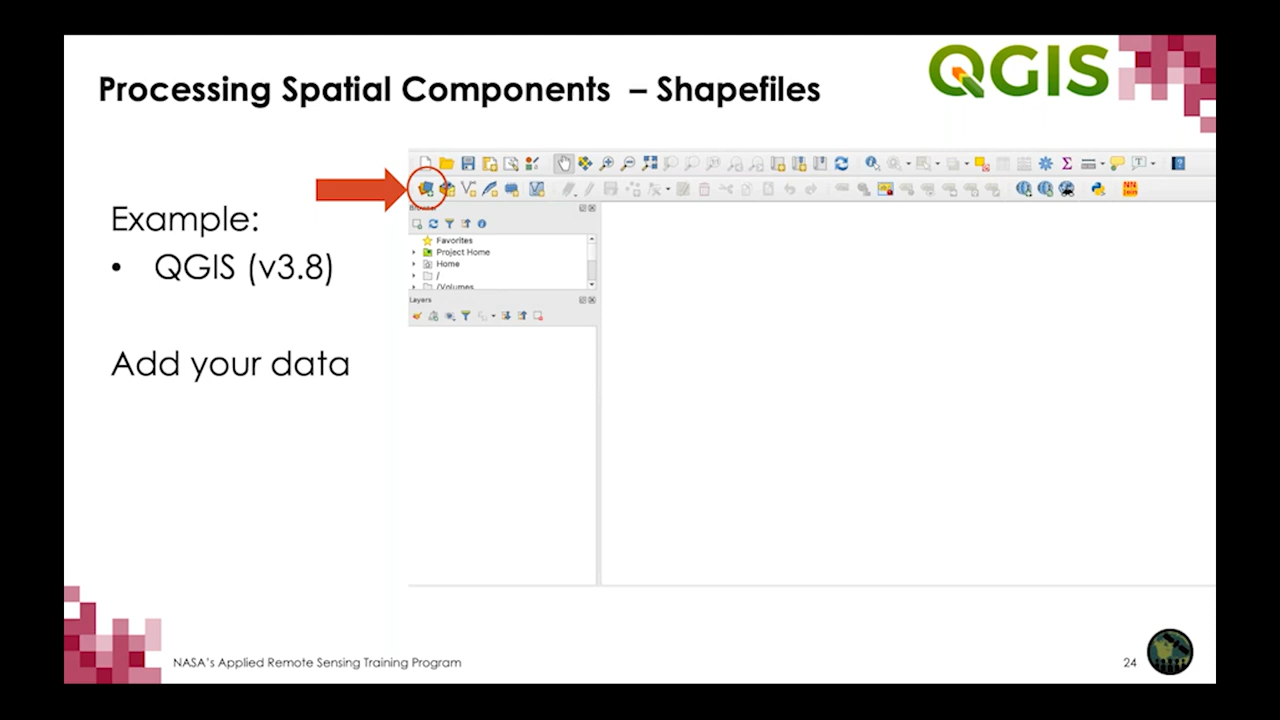 Processing Spatial Components – Shapefiles
QGIS
Example:
• QGIS (v3.8)
Add your data
Favorites
Project Home
Home
/
/Volumes
Layers
NASA's Applied Remote Sensing Training Program
24